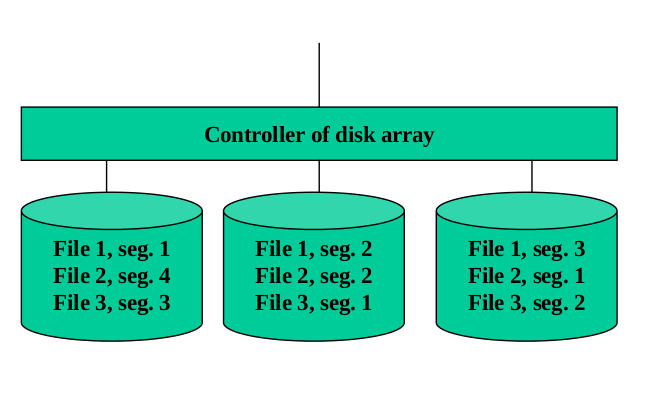 Controller of disk array
File 1, seg. 1
File 2, seg. 4
File 3, seg. 3
File 1, seg. 2
File 2, seg. 2
File 3, seg. 1
File 1, seg. 3
File 2, seg. 1
File 3, seg. 2